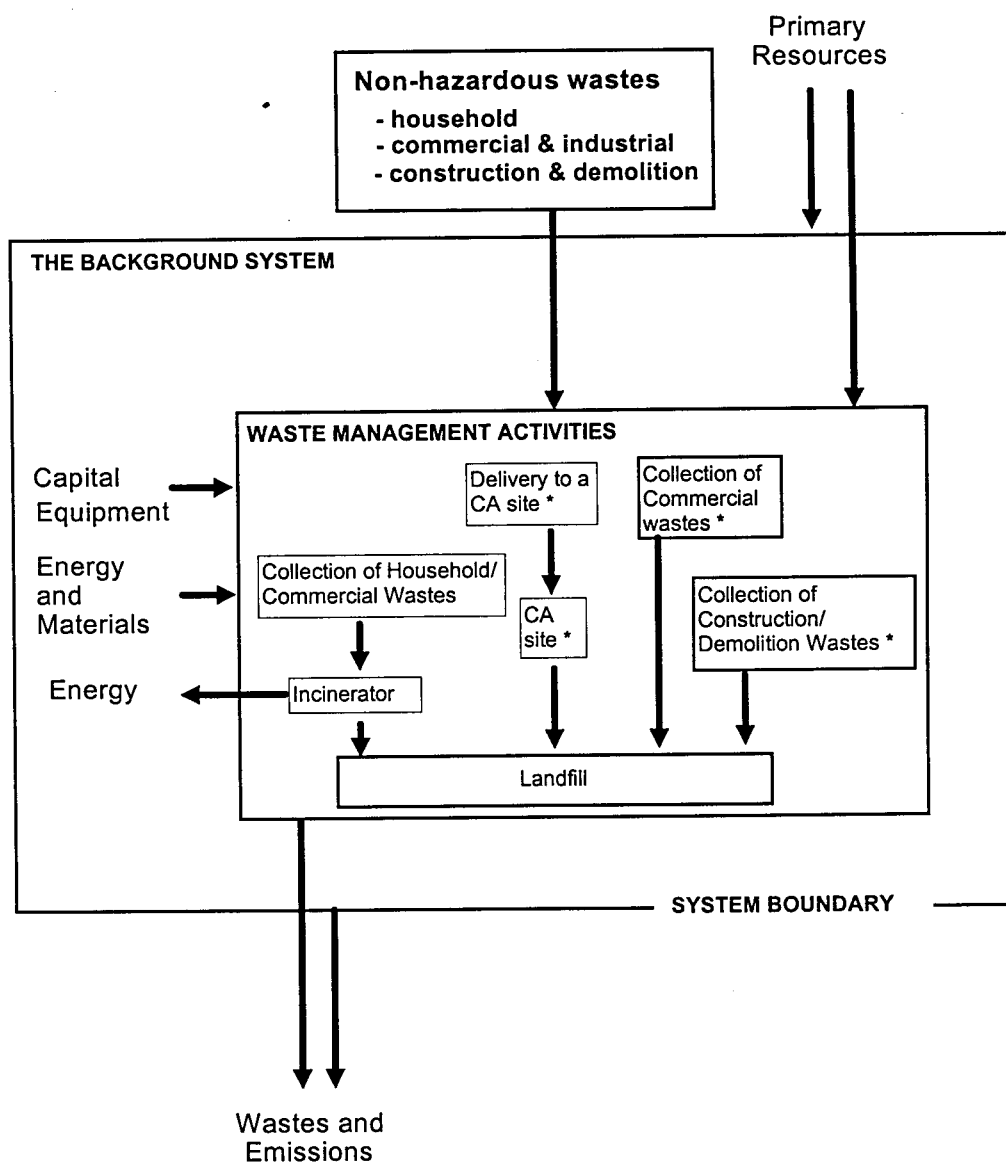 Primary
Resources
Non-hazardous wastes
- household
- commercial & industrial
- construction & demolition
THE BACKGROUND SYSTEM
WASTE MANAGEMENT ACTIVITIES
Capital
Equipment
Energy
and
Materials
Energy
Collection of Household/
Commercial Wastes
Incinerator
Delivery to a
CA site *
CA
site *
Collection of
Commercial
wastes *
Collection of
Construction/
Demolition Wastes *
Landfill
SYSTEM BOUNDARY
Wastes and
Emissions